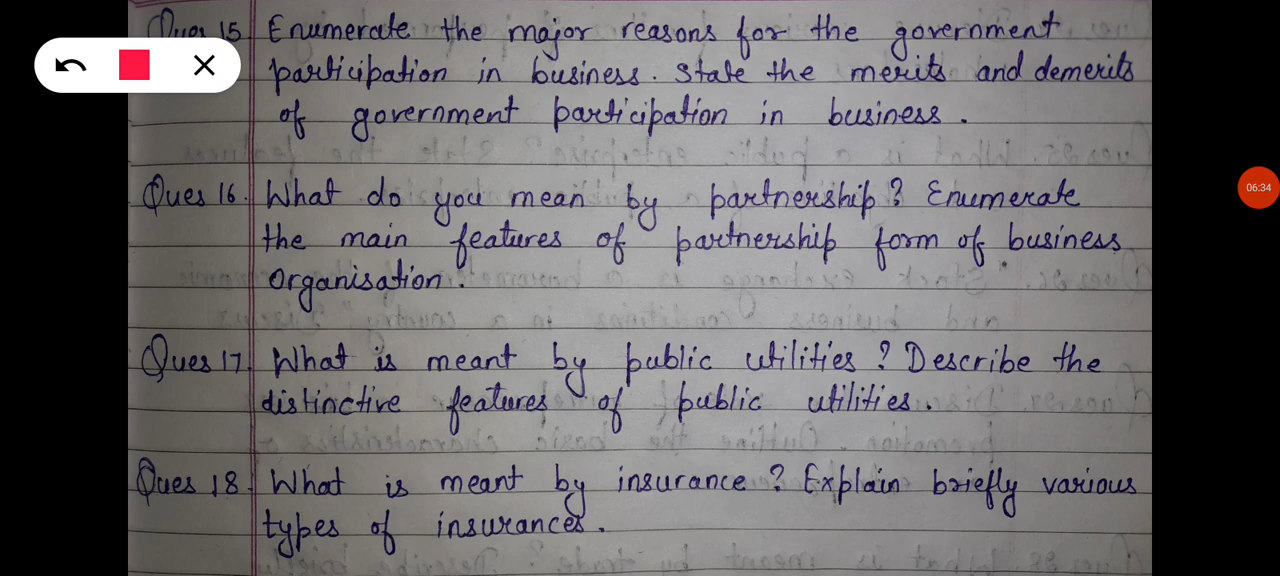 Ques 15 Enumerate the major reasons for the government
participation in business. State the merits and demerits
of government participation in business.
Ques 16. What do you mean by partnership? Enumerate
the main features of partnership form of business
organisation.
Ques 17. What is meant by public utilities? Describe the
distinctive features of public utilities.
Ques 18. What is meant by insurance? Explain briefly various
types of insurances.
06:34